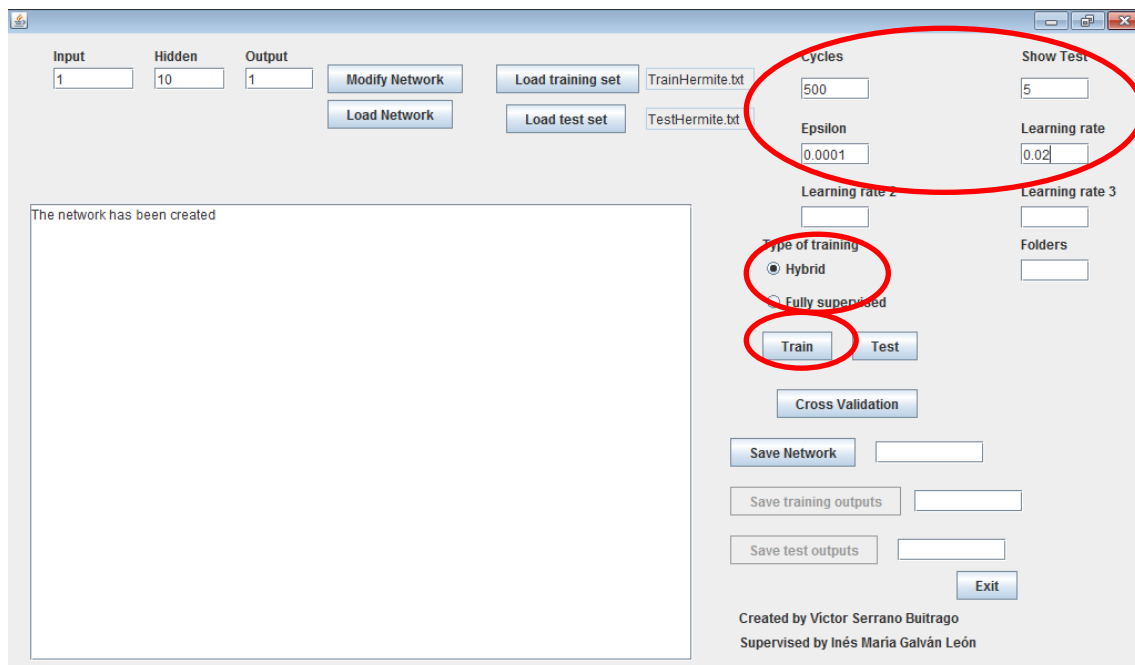 Input Hidden Output
1 10 1
Modify Network
Load Network
Load training set TrainHermite.txt
Load test set TestHermite.txt
Cycles Show Test
500 5
Epsilon Learning rate
0.0001 0.02
Learning rate 2 Learning rate 3
The network has been created
Type of training Folders
Hybrid
Fully supervised
Train Test
Cross Validation
Save Network
Save training outputs
Save test outputs
Exit
Created by Víctor Serrano Buitrago
Supervised by Inés María Galván León